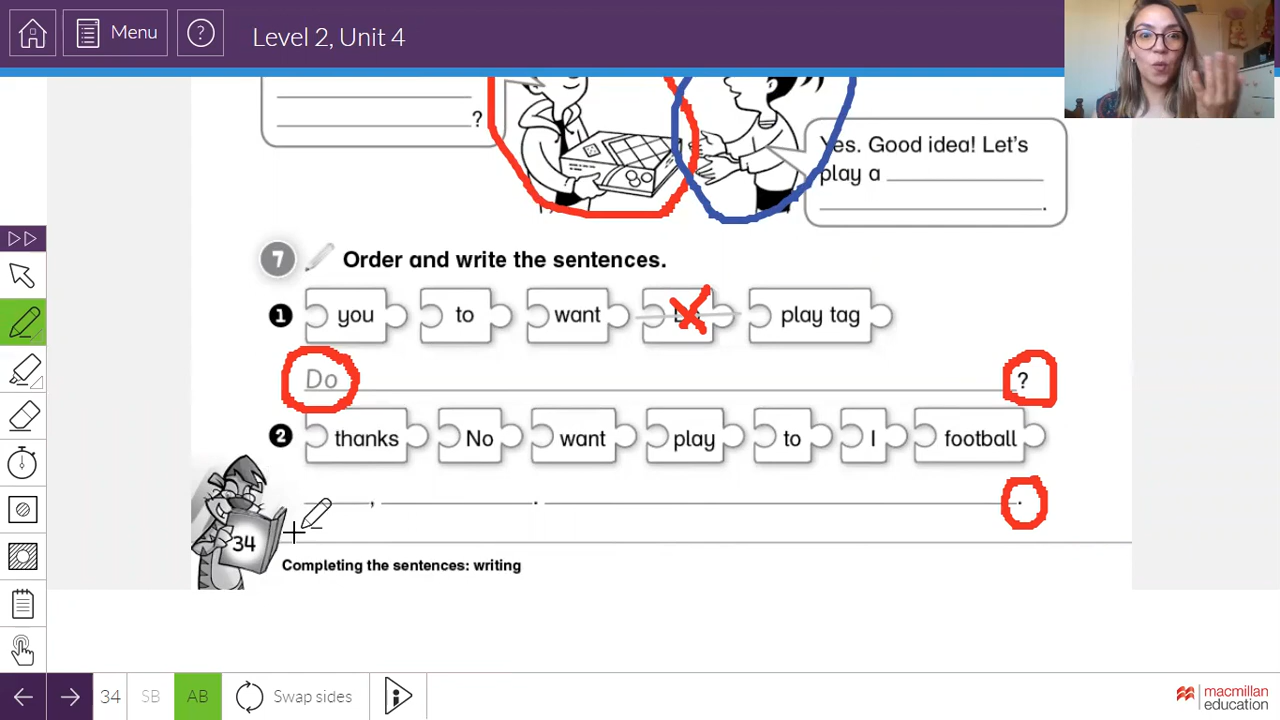 Menu
?
Level 2, Unit 4
?
Yes. Good idea! Let's
play a
.
7 Order and write the sentences.
1 you to want play tag
Do ?
2 thanks No want play to I football
, . .
34
Completing the sentences: writing
34 SB AB Swap sides
macmillan
education